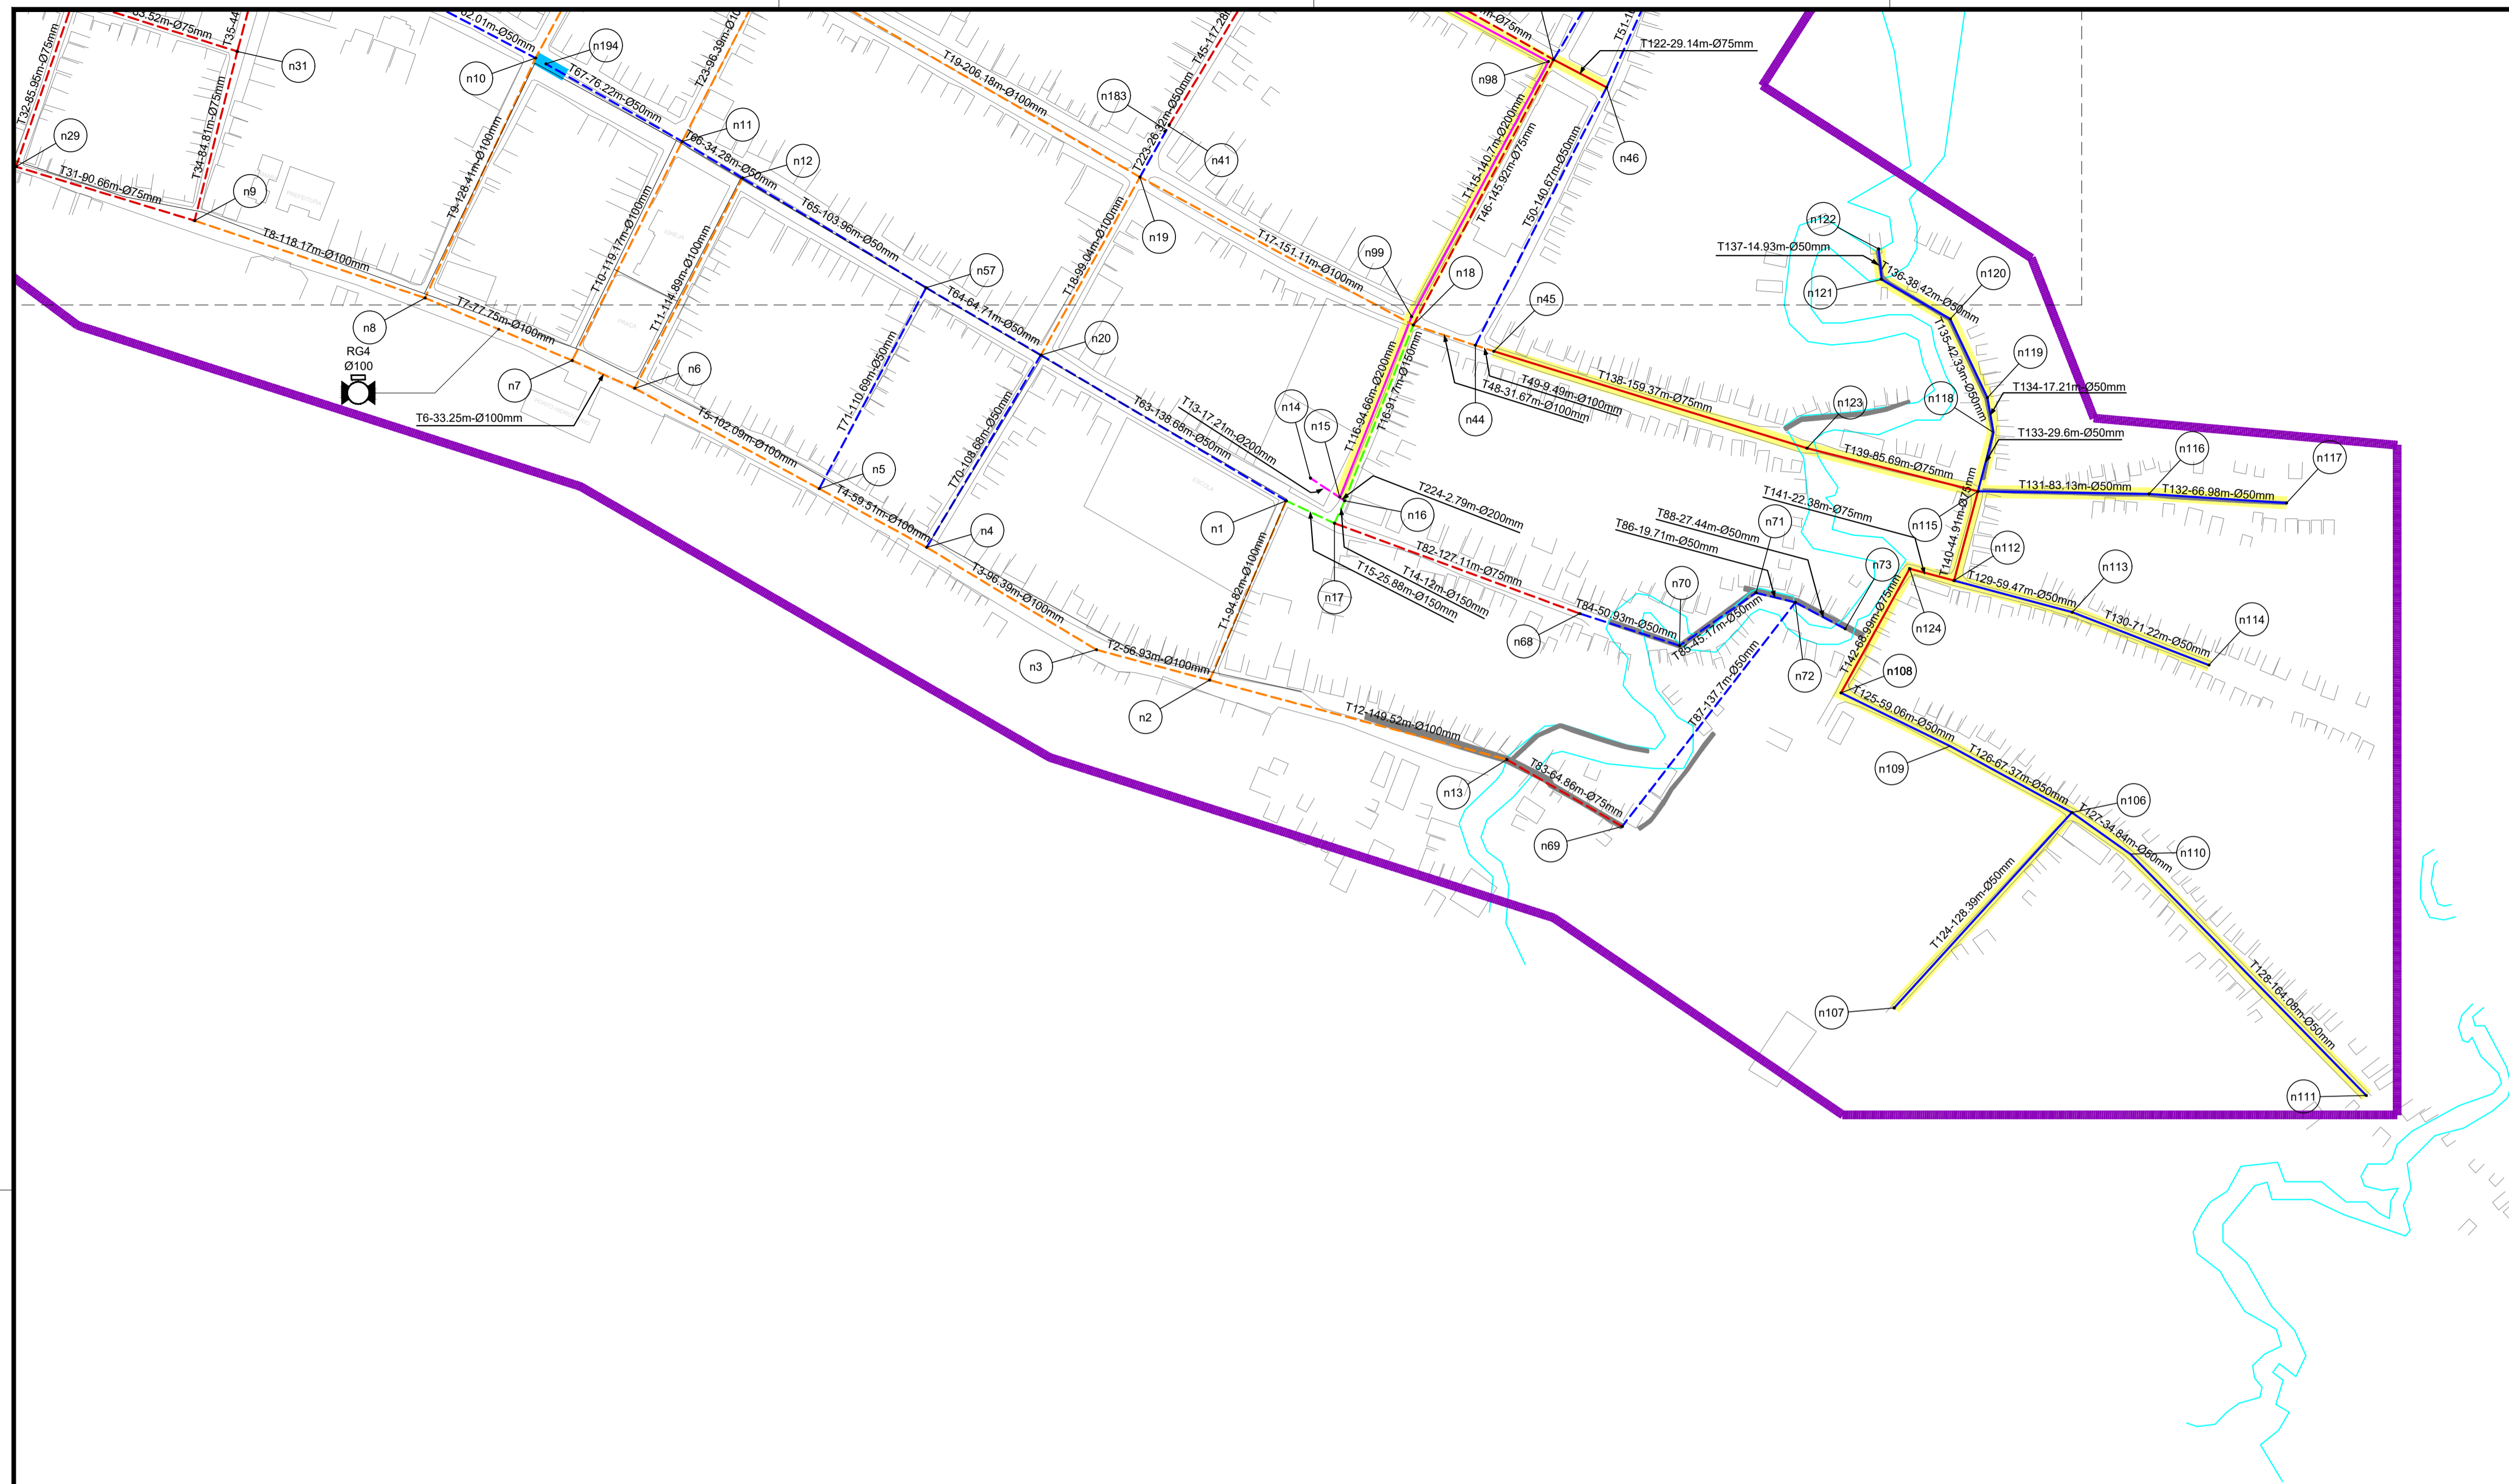 T32-85.95m-Ø75mm
n29
T31-90.66m-Ø75mm
T34-84.81m-Ø75mm
n31
n9
PREFEITURA
T8-118.17m-Ø100mm
T9-128.41m-Ø100mm
n10
n194
T67-76.22m-Ø50mm
n11
T66-34.28m-Ø50mm
n12
T10-119.17m-Ø100mm
IGREJA
PRAÇA
T11-114.89m-Ø100mm
T65-103.96m-Ø50mm
n57
T7-77.75m-Ø100mm
n8
RG4
Ø100
n7
n6
T6-33.25m-Ø100mm
T5-102.09m-Ø100mm
T71-110.69m-Ø50mm
T64-64.71m-Ø50mm
n20
n5
T4-59.51m-Ø100mm
n4
T70-108.68m-Ø50mm
T3-96.39m-Ø100mm
n3
T2-56.93m-Ø100mm
n2
T1-94.82m-Ø100mm
n1
ESCOLA
T63-138.68m-Ø50mm
T19-206.18m-Ø100mm
n183
T223-26.32m-Ø50mm
n41
n19
T18-99.04m-Ø100mm
T17-151.11m-Ø100mm
n99
n18
T115-140.7m-Ø200mm
T46-145.92m-Ø75mm
T50-140.67m-Ø50mm
n98
T122-29.14m-Ø75mm
n46
n45
n44
T49-9.49m-Ø100mm
T48-31.67m-Ø100mm
T13-17.21m-Ø200mm
n14
n15
T116-94.66m-Ø200mm
T16-91.7m-Ø150mm
n16
T224-2.79m-Ø200mm
n17
T14-12m-Ø150mm
T15-25.88m-Ø150mm
T82-127.11m-Ø75mm
T84-50.93m-Ø50mm
n68
n70
T85-45.17m-Ø50mm
n71
T86-19.71m-Ø50mm
T88-27.44m-Ø50mm
n73
n72
T87-137.7m-Ø50mm
T12-149.52m-Ø100mm
n13
T83-64.86m-Ø75mm
n69
n122
T137-14.93m-Ø50mm
n121
T136-38.42m-Ø50mm
n120
T135-42.33m-Ø50mm
n119
T134-17.21m-Ø50mm
n118
T133-29.6m-Ø50mm
T138-159.37m-Ø75mm
n123
T139-85.69m-Ø75mm
n115
T131-83.13m-Ø50mm
n116
T132-66.98m-Ø50mm
n117
T141-22.38m-Ø75mm
T140-44.91m-Ø75mm
n112
T129-59.47m-Ø50mm
n113
T130-71.22m-Ø50mm
n114
n124
T142-68.99m-Ø75mm
n108
T125-59.06m-Ø50mm
n109
T126-67.37m-Ø50mm
n106
T127-34.84m-Ø50mm
n110
T124-128.39m-Ø50mm
n107
T128-164.08m-Ø50mm
n111